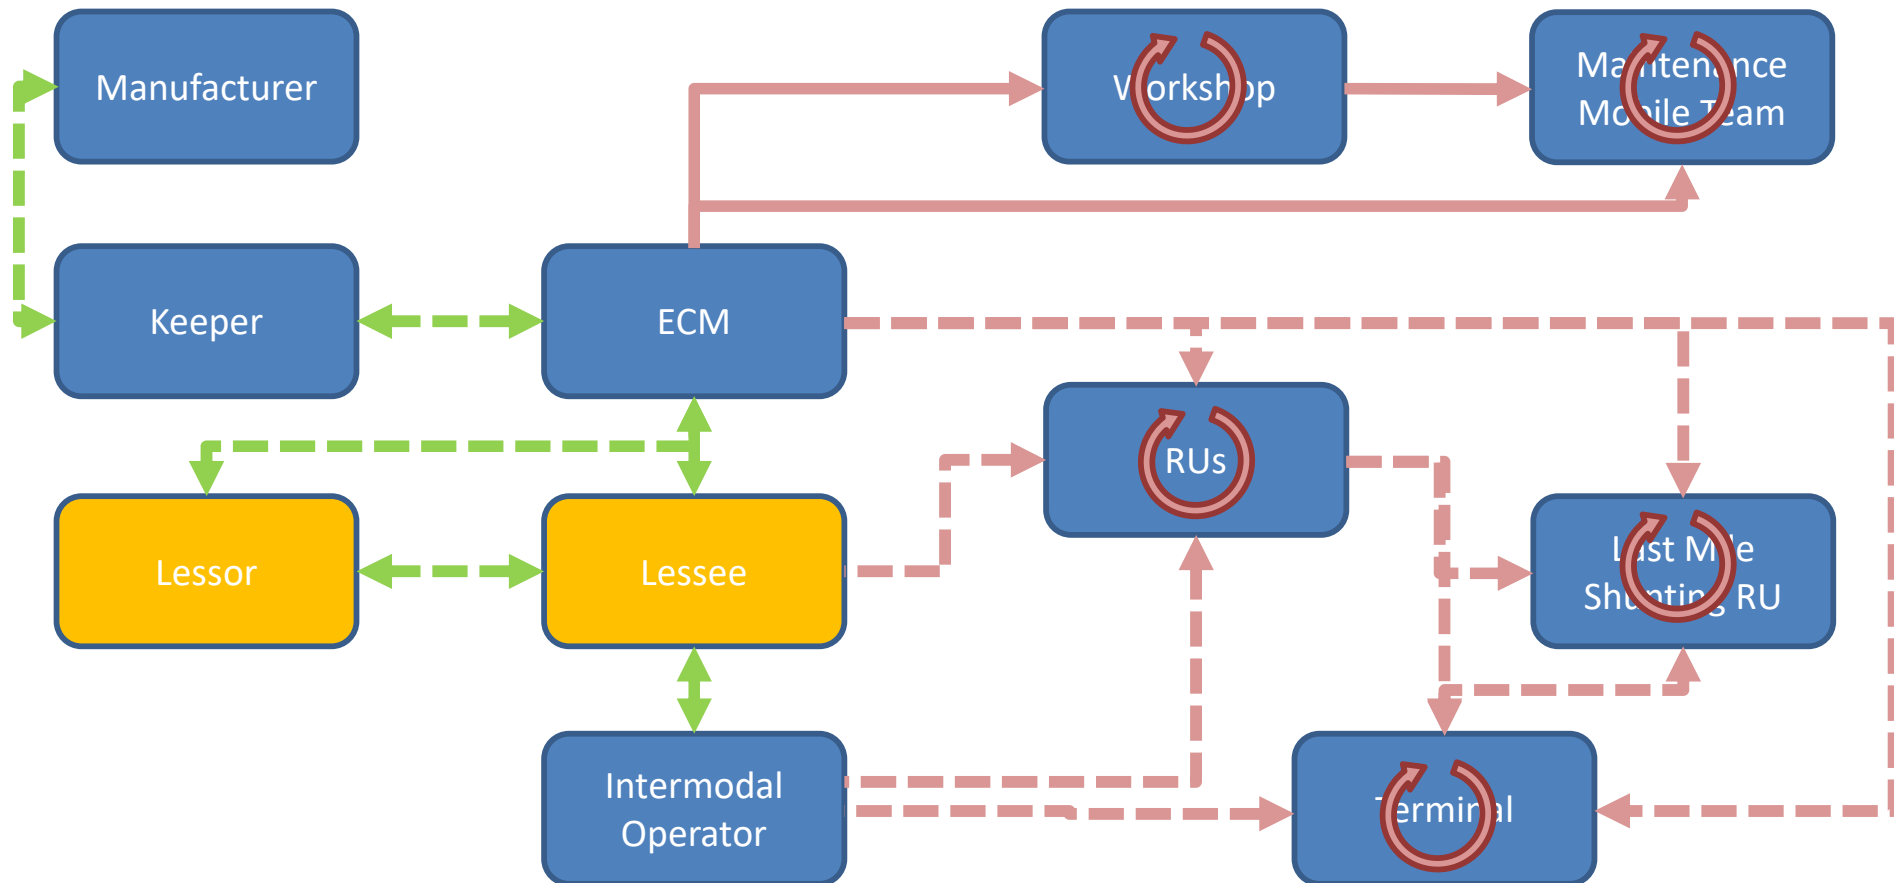 Manufacturer
Workshop
Maintenance
Mobile Team
Keeper
ECM
RUs
Lessor
Lessee
Last Mile
Shunting RU
Intermodal
Operator
Terminal